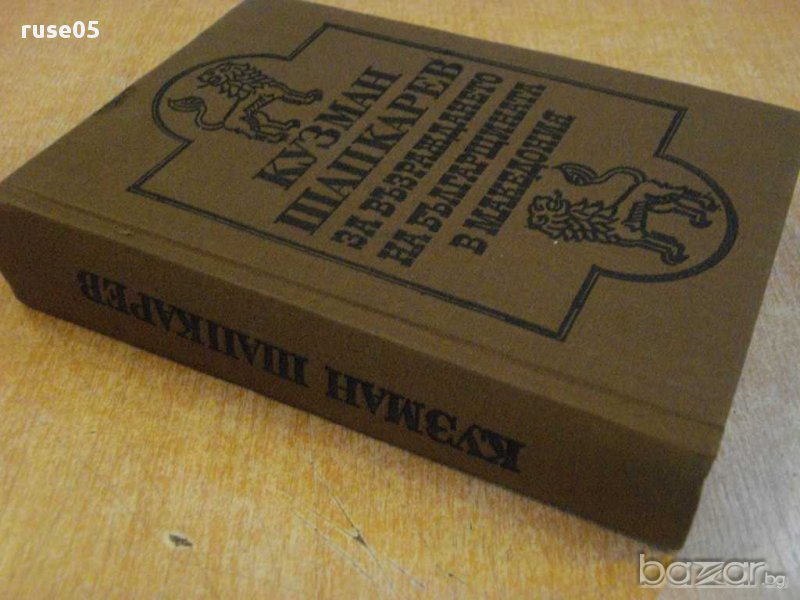 ruse05
КУЗМАН
ШАПКАРЕВ
ЗА ВЪЗРАЖДАНЕТО
НА БЪЛГАРЩИНАТА
В МАКЕДОНИЯ
КУЗМАН ШАПКАРЕВ
bazar.bg